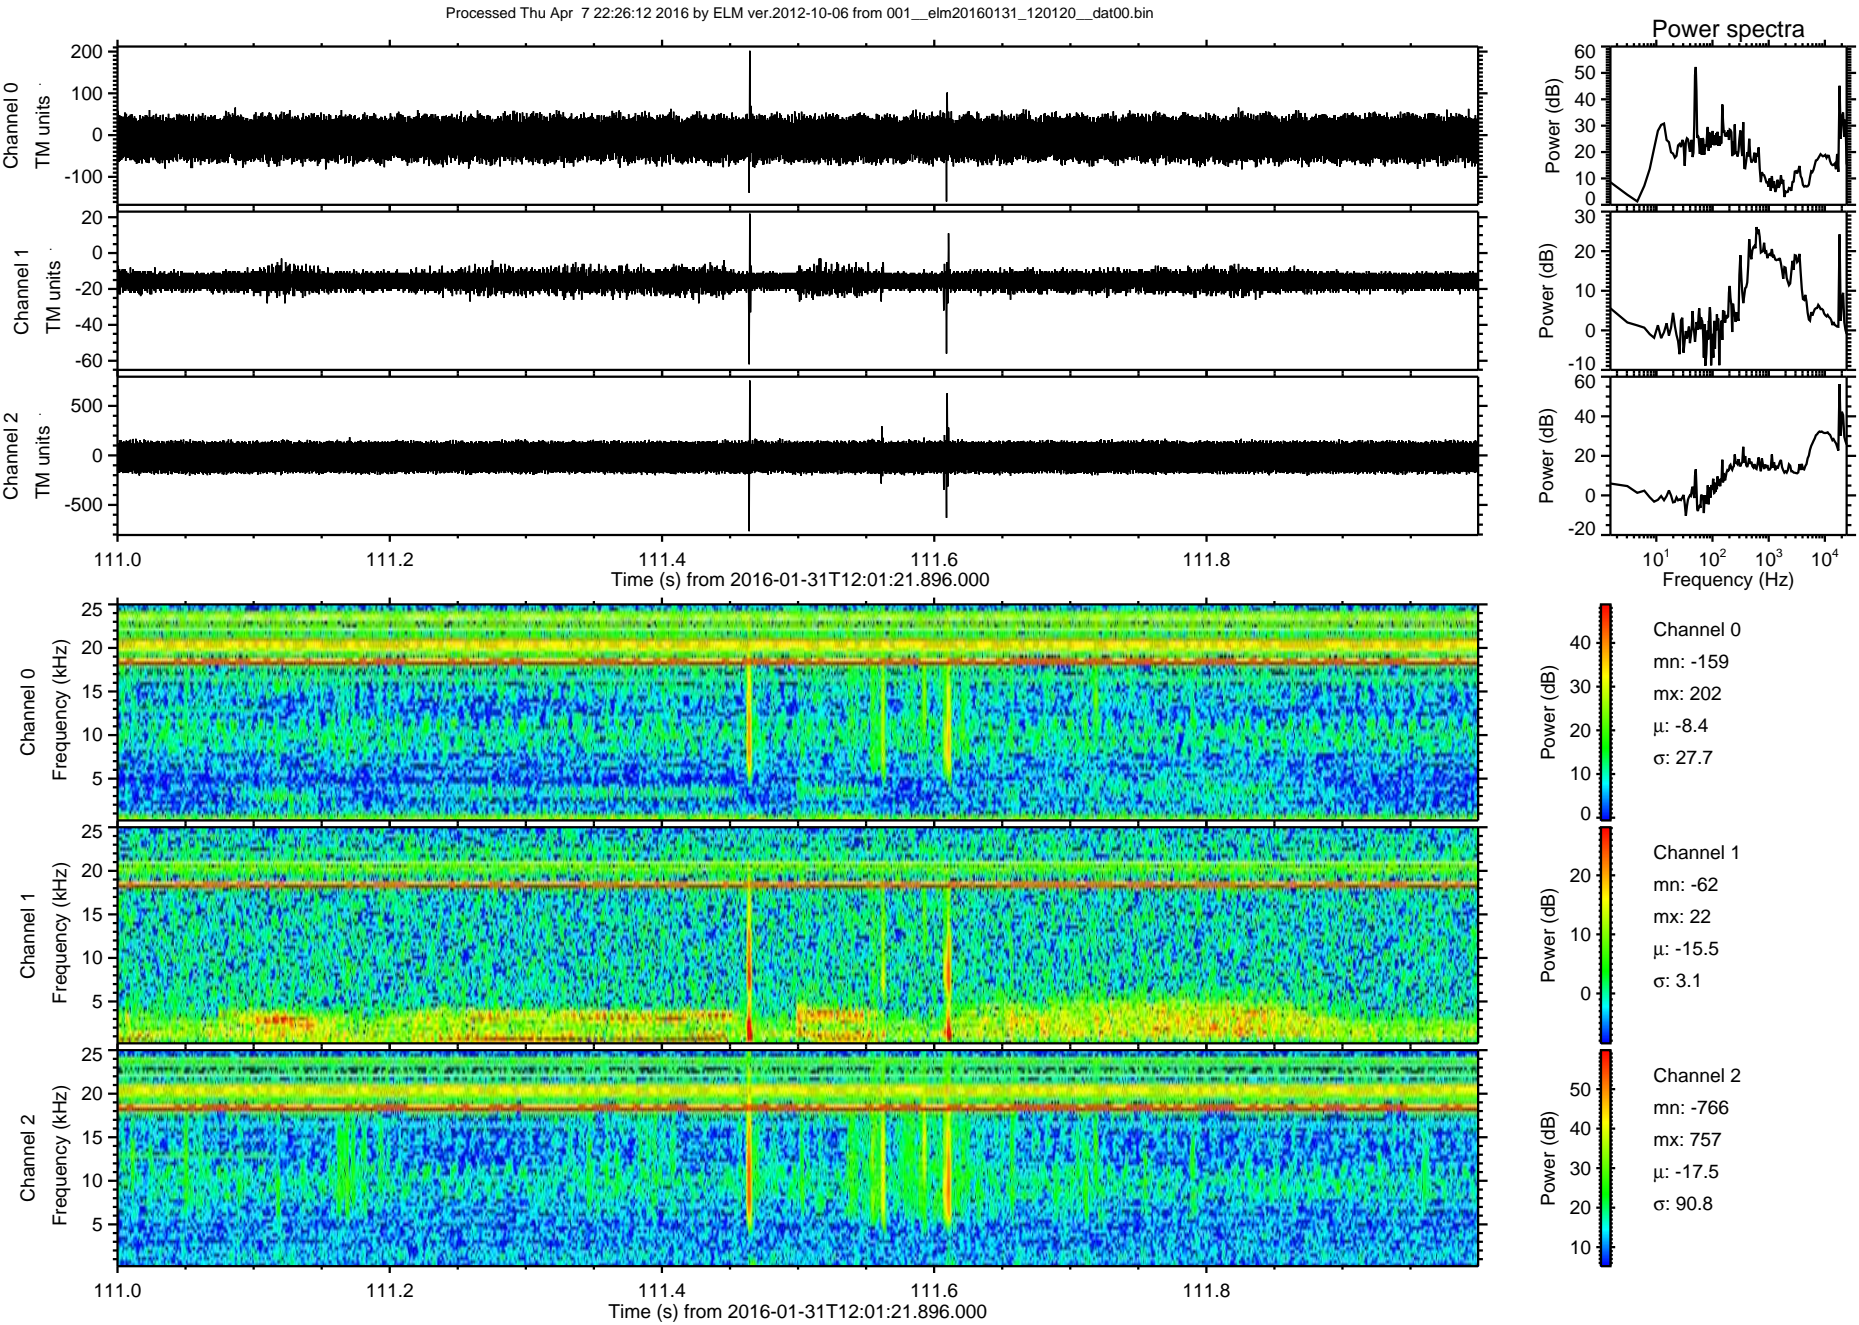 Processed Thu Apr  7 22:26:12 2016 by ELM ver.2012-10-06 from 001__elm20160131_120120__dat00.bin
Power spectra
Channel 0
TM units
200
100
0
-100
Power (dB)
60
50
40
30
20
10
0
Channel 1
TM units
20
0
-20
-40
-60
Power (dB)
30
20
10
0
-10
Channel 2
TM units
500
0
-500
Power (dB)
60
40
20
0
-20
111.0
111.2
111.4
111.6
111.8
Time (s) from 2016-01-31T12:01:21.896.000
10^1
10^2
10^3
10^4
Frequency (Hz)
Channel 0
Frequency (kHz)
25
20
15
10
5
Power (dB)
40
30
20
10
0
Channel 0
mn: -159
mx: 202
μ: -8.4
σ: 27.7
Channel 1
Frequency (kHz)
25
20
15
10
5
Power (dB)
20
10
0
Channel 1
mn: -62
mx: 22
μ: -15.5
σ: 3.1
Channel 2
Frequency (kHz)
25
20
15
10
5
Power (dB)
50
40
30
20
10
Channel 2
mn: -766
mx: 757
μ: -17.5
σ: 90.8
111.0
111.2
111.4
111.6
111.8
Time (s) from 2016-01-31T12:01:21.896.000